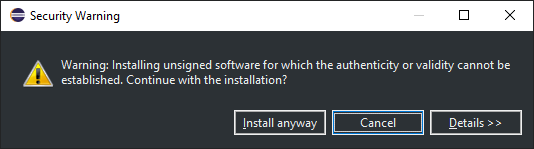 Security Warning
Warning: Installing unsigned software for which the authenticity or validity cannot be
established. Continue with the installation?
Install anyway
Cancel
Details >>